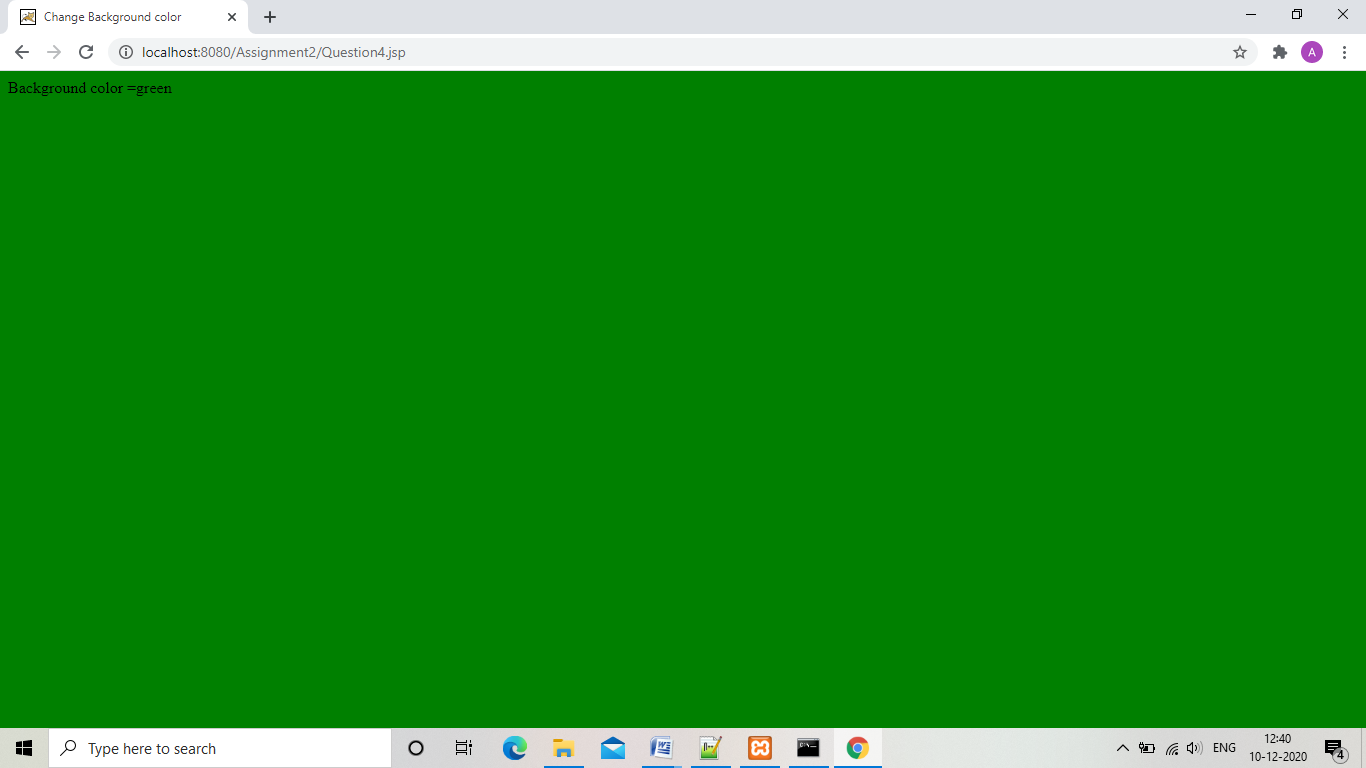 Change Background color
localhost:8080/Assignment2/Question4.jsp
A
Background color =green
Type here to search
ENG
12:40
10-12-2020
4